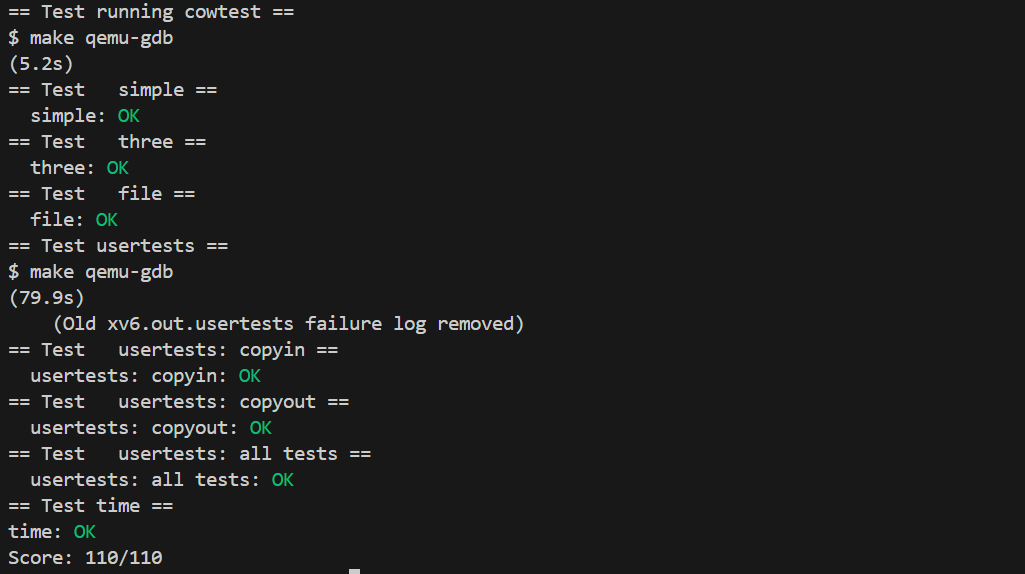 == Test running cowtest ==
$ make qemu-gdb
(5.2s)
== Test   simple ==
  simple: OK
== Test   three ==
  three: OK
== Test   file ==
  file: OK
== Test usertests ==
$ make qemu-gdb
(79.9s)
    (Old xv6.out.usertests failure log removed)
== Test   usertests: copyin ==
  usertests: copyin: OK
== Test   usertests: copyout ==
  usertests: copyout: OK
== Test   usertests: all tests ==
  usertests: all tests: OK
== Test time ==
time: OK
Score: 110/110